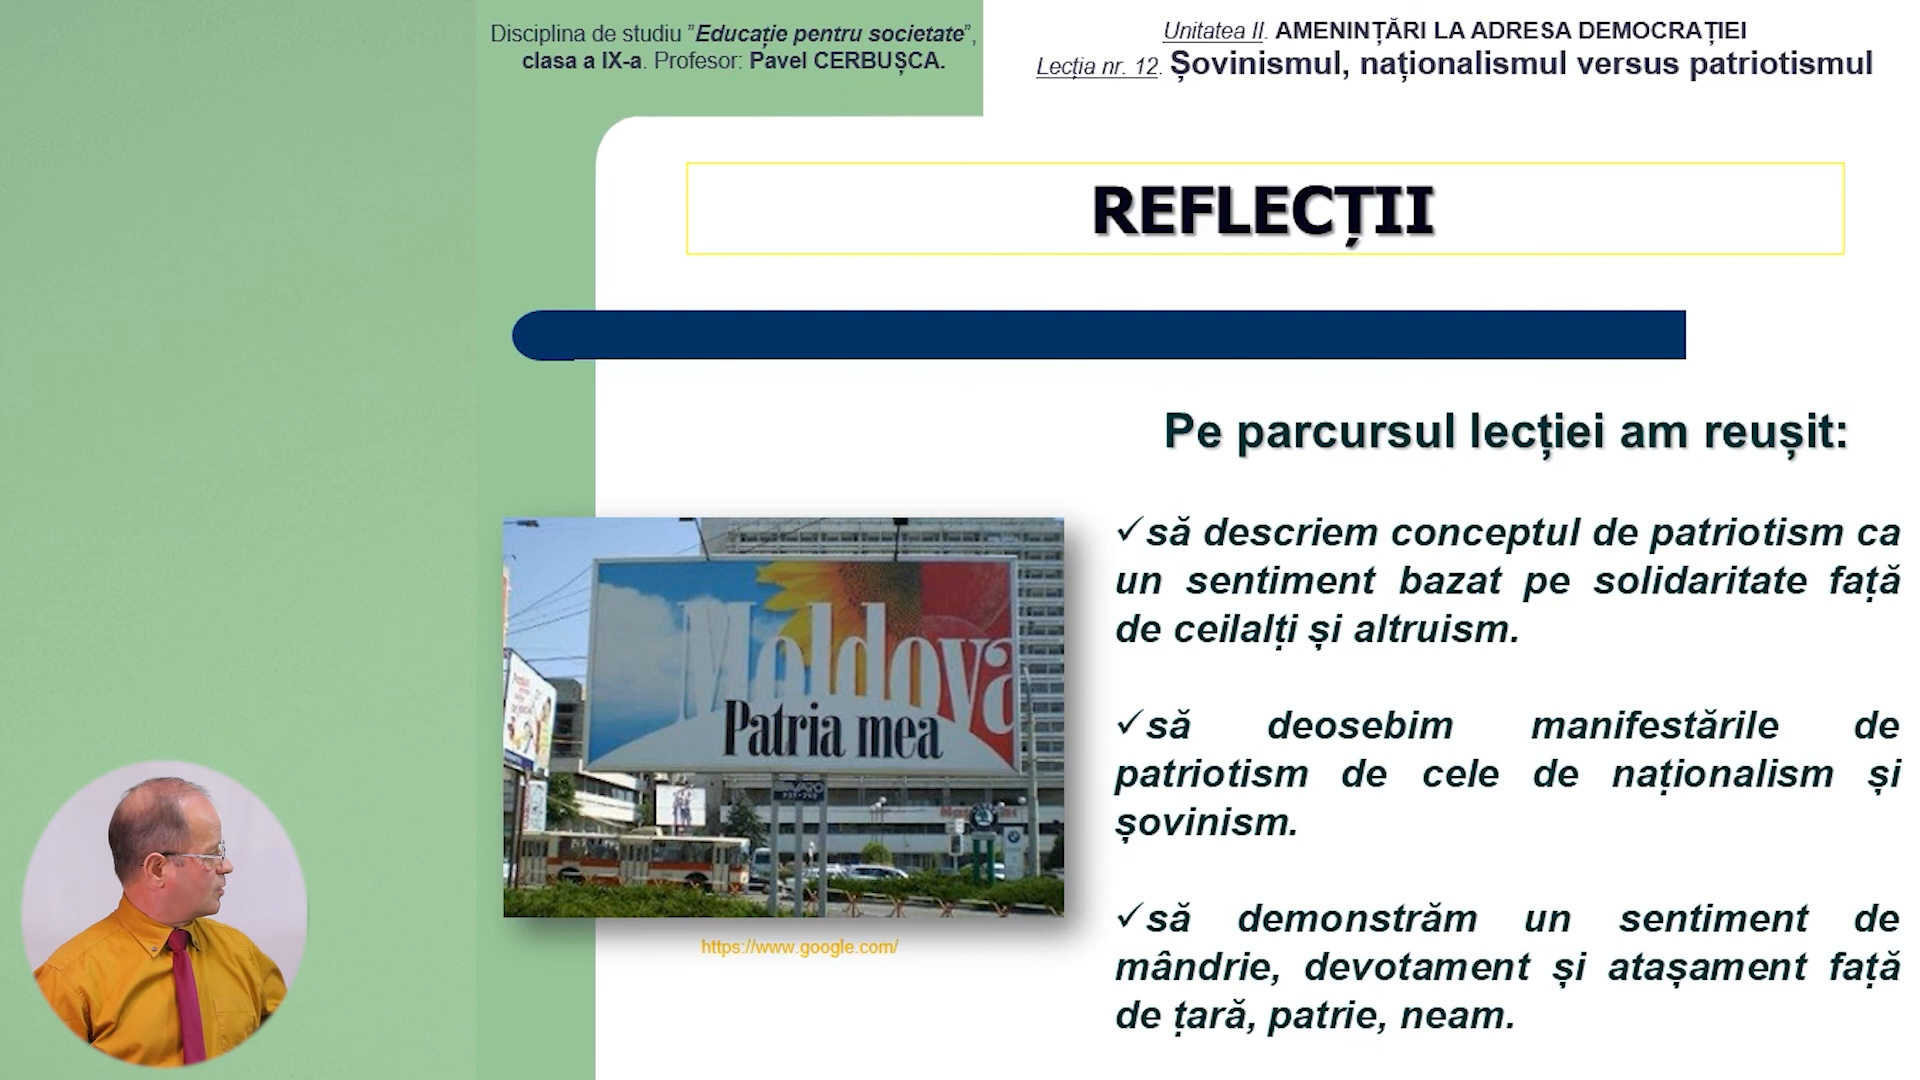 Disciplina de studiu ”Educație pentru societate”,
clasa a IX-a. Profesor: Pavel CERBUȘCA.
Unitatea II. AMENINȚĂRI LA ADRESA DEMOCRAȚIEI
Lecția nr. 12. Șovinismul, naționalismul versus patriotismul
REFLECȚII
Pe parcursul lecției am reușit:
✓să descriem conceptul de patriotism ca
un sentiment bazat pe solidaritate față
de ceilalți și altruism.
✓să deosebim manifestările de
patriotism de cele de naționalism și
șovinism.
✓să demonstrăm un sentiment de
mândrie, devotament și atașament față
de țară, patrie, neam.
Moldova
Patria mea
https://www.google.com/